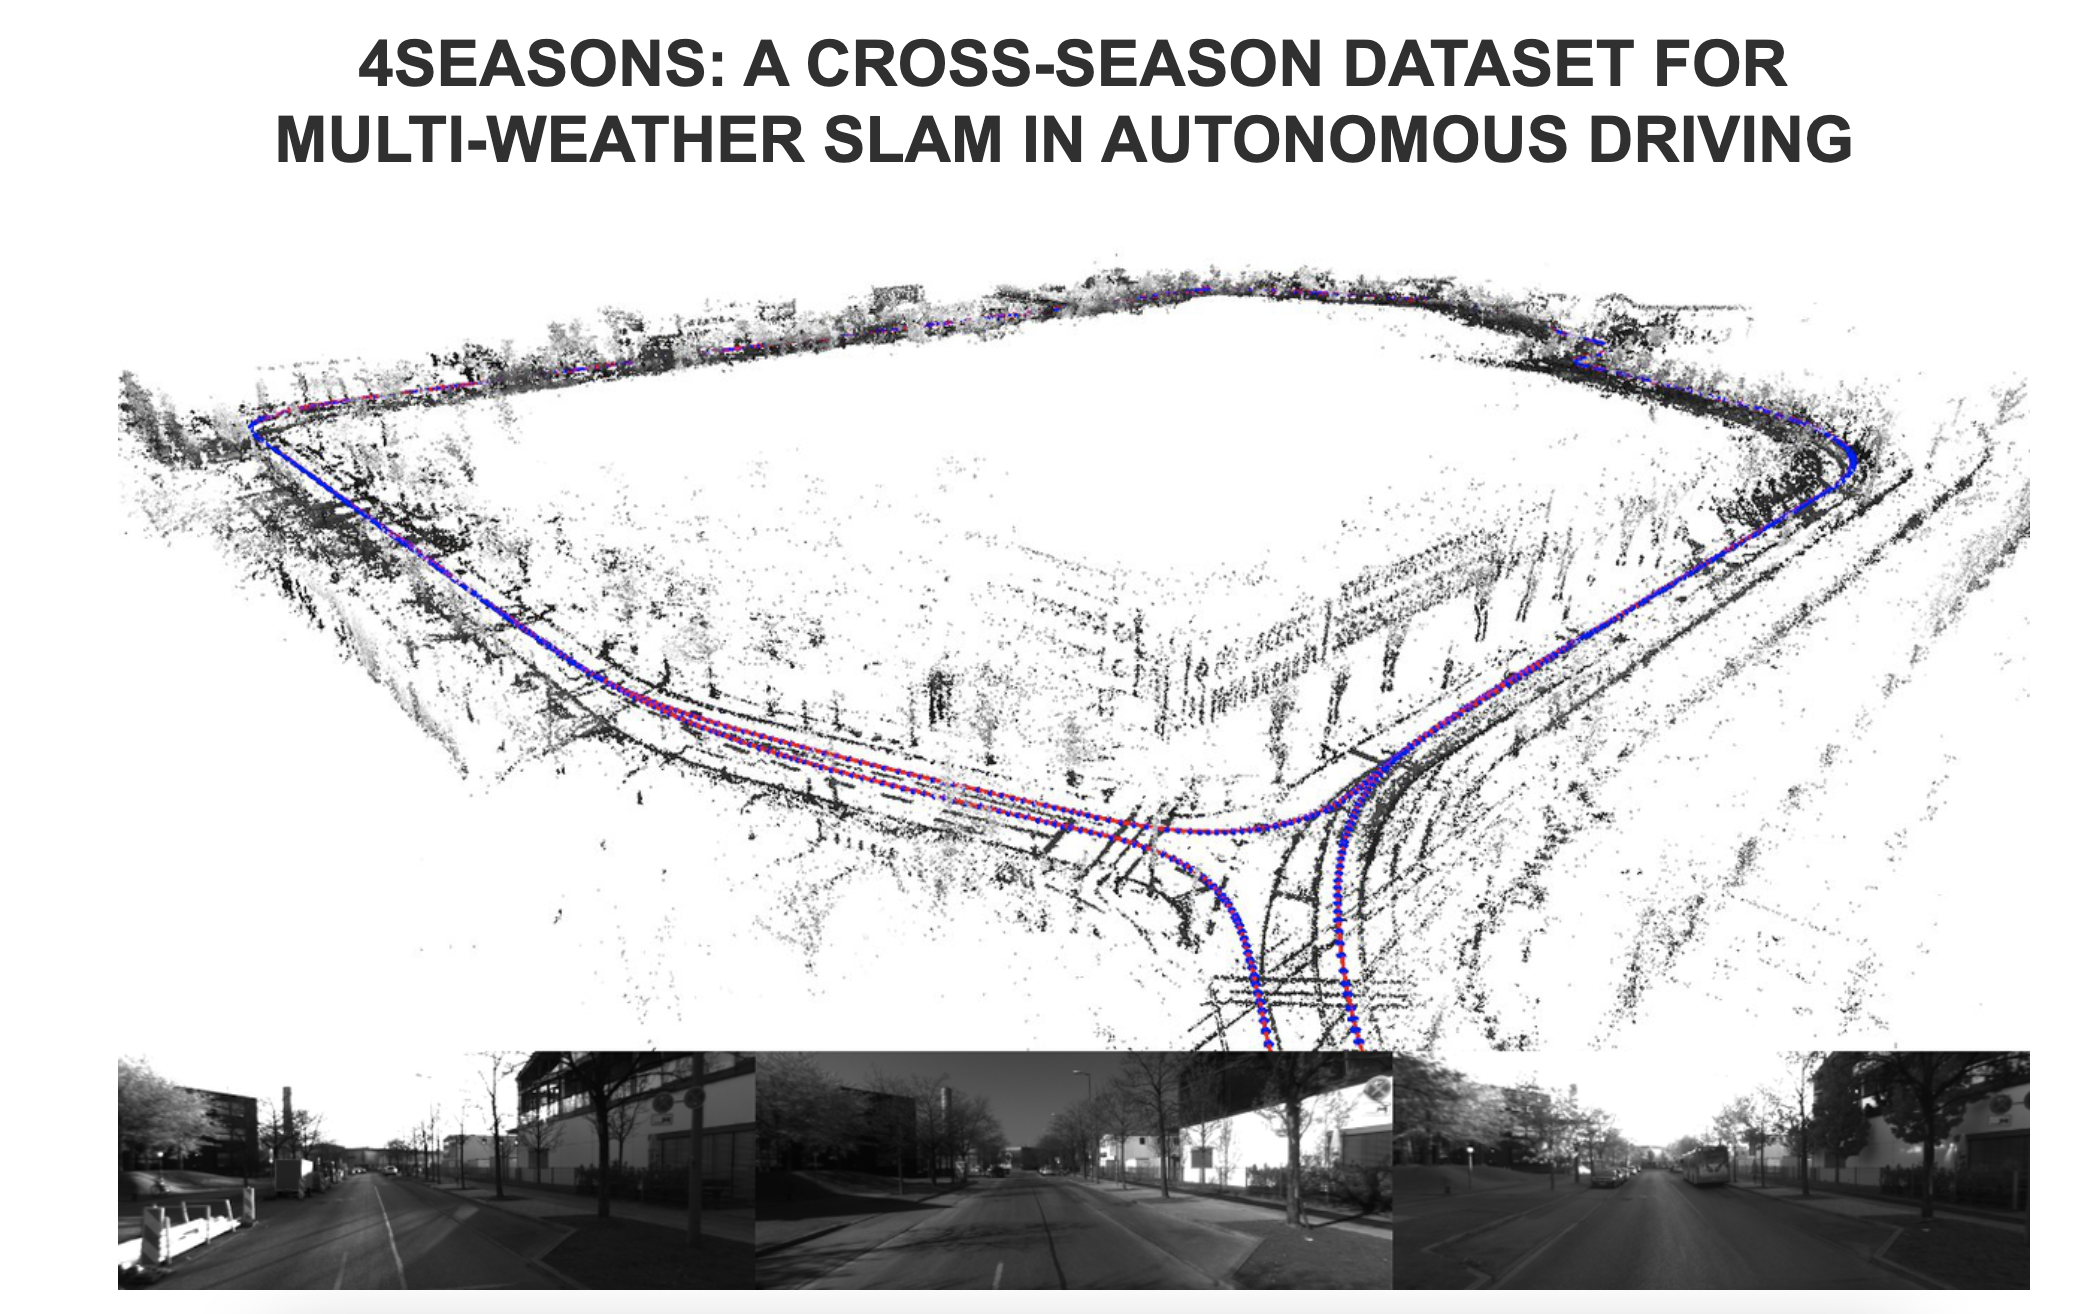 4SEASONS: A CROSS-SEASON DATASET FOR
MULTI-WEATHER SLAM IN AUTONOMOUS DRIVING